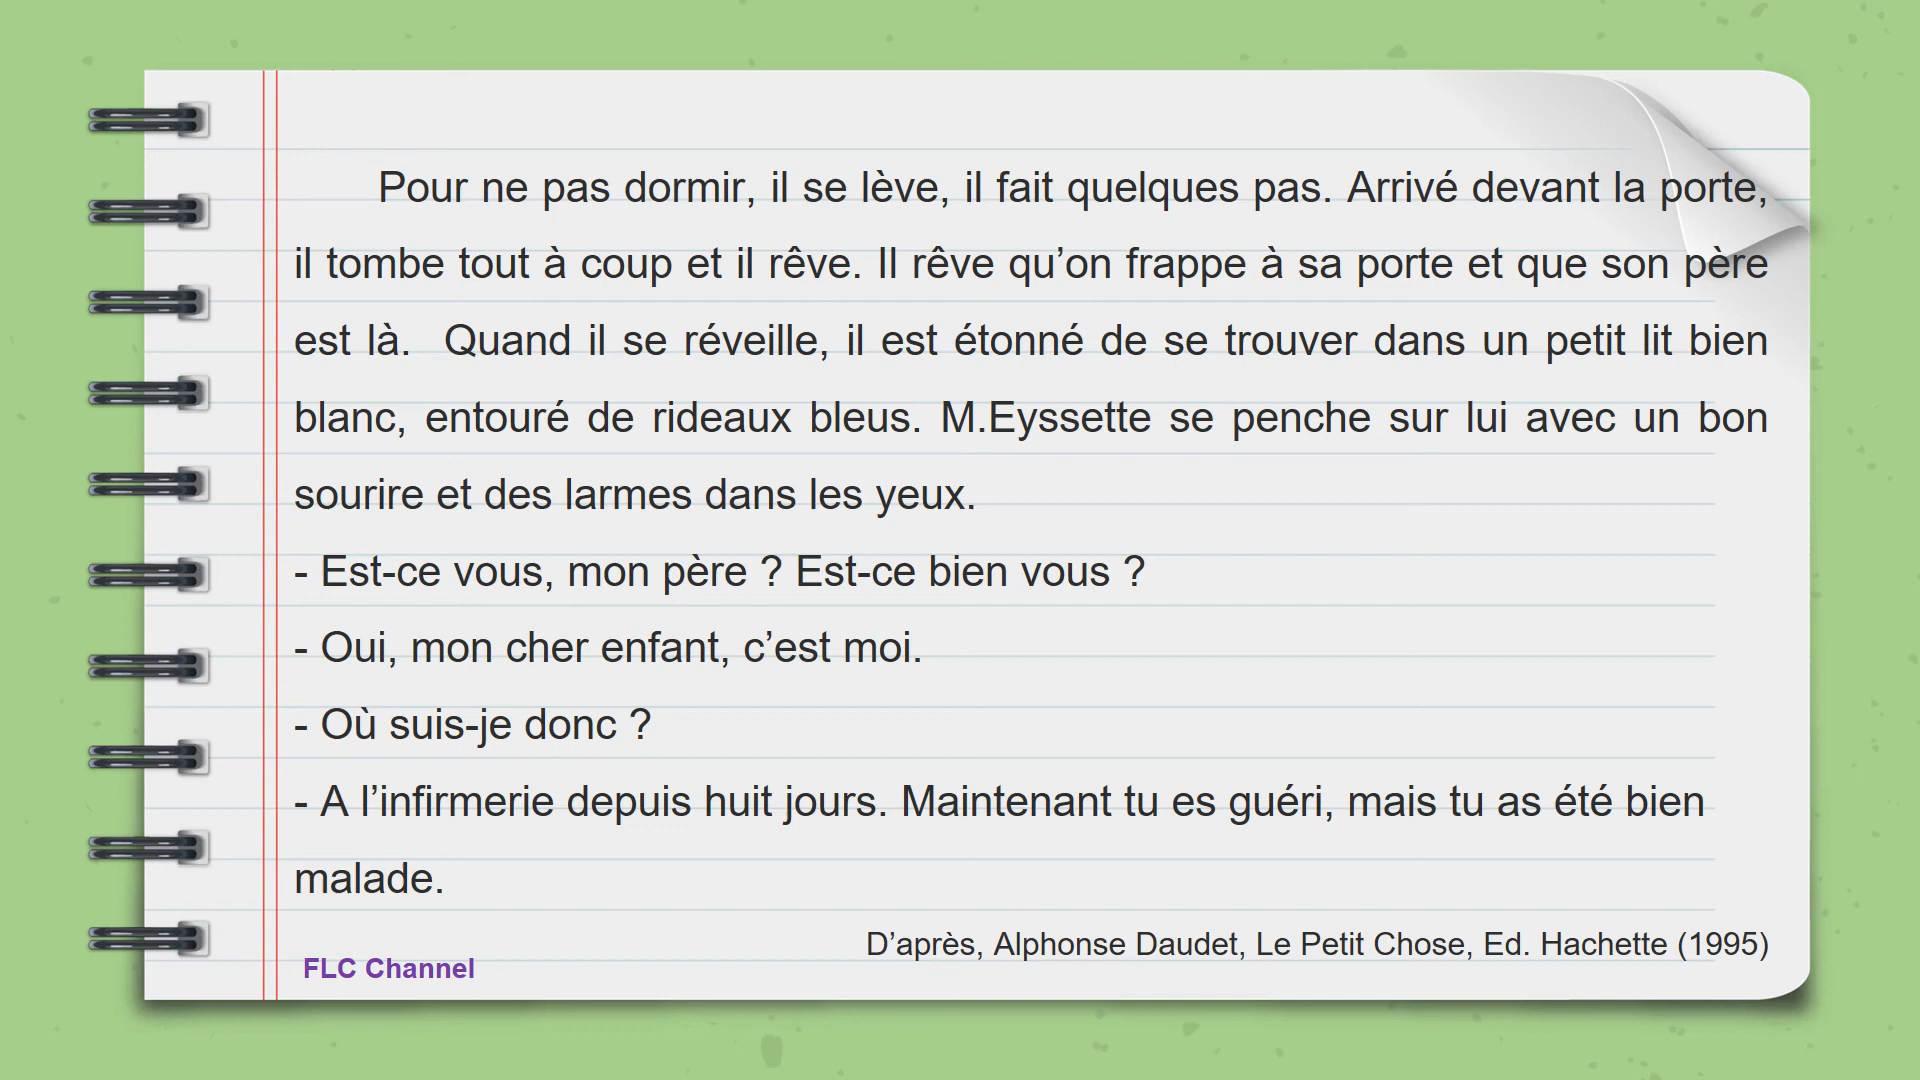 Pour ne pas dormir, il se lève, il fait quelques pas. Arrivé devant la porte,
il tombe tout à coup et il rêve. Il rêve qu’on frappe à sa porte et que son père
est là. Quand il se réveille, il est étonné de se trouver dans un petit lit bien
blanc, entouré de rideaux bleus. M.Eyssette se penche sur lui avec un bon
sourire et des larmes dans les yeux.
- Est-ce vous, mon père ? Est-ce bien vous ?
- Oui, mon cher enfant, c’est moi.
- Où suis-je donc ?
- A l’infirmerie depuis huit jours. Maintenant tu es guéri, mais tu as été bien
malade.
D’après, Alphonse Daudet, Le Petit Chose, Ed. Hachette (1995)
FLC Channel